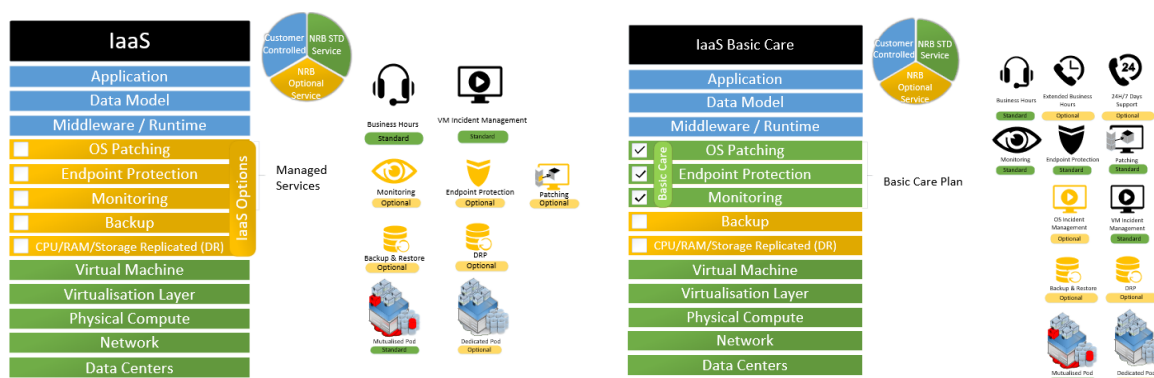 IaaS
Customer
Controlled
NRB STD
Service
NRB
Optional
Service
Application
Data Model
Middleware / Runtime
OS Patching
Endpoint Protection
Monitoring
Backup
CPU/RAM/Storage Replicated (DR)
IaaS Options
Managed
Services
Virtual Machine
Virtualisation Layer
Physical Compute
Network
Data Centers
Business Hours
Standard
VM Incident Management
Standard
Monitoring
Optional
Endpoint Protection
Optional
Patching
Optional
Backup & Restore
Optional
DRP
Optional
Mutualised Pod
Standard
Dedicated Pod
Optional
IaaS Basic Care
Customer
Controlled
NRB STD
Service
NRB
Optional
Service
Application
Data Model
Middleware / Runtime
OS Patching
Endpoint Protection
Monitoring
Basic Care
Basic Care Plan
Backup
CPU/RAM/Storage Replicated (DR)
Virtual Machine
Virtualisation Layer
Physical Compute
Network
Data Centers
Business Hours
Standard
Extended Business
Hours
Optional
24
24H/7 Days
Support
Optional
Monitoring
Standard
Endpoint Protection
Standard
Patching
Standard
OS Incident
Management
Optional
VM Incident
Management
Standard
Backup & Restore
Optional
DRP
Optional
Mutualised Pod
Dedicated Pod